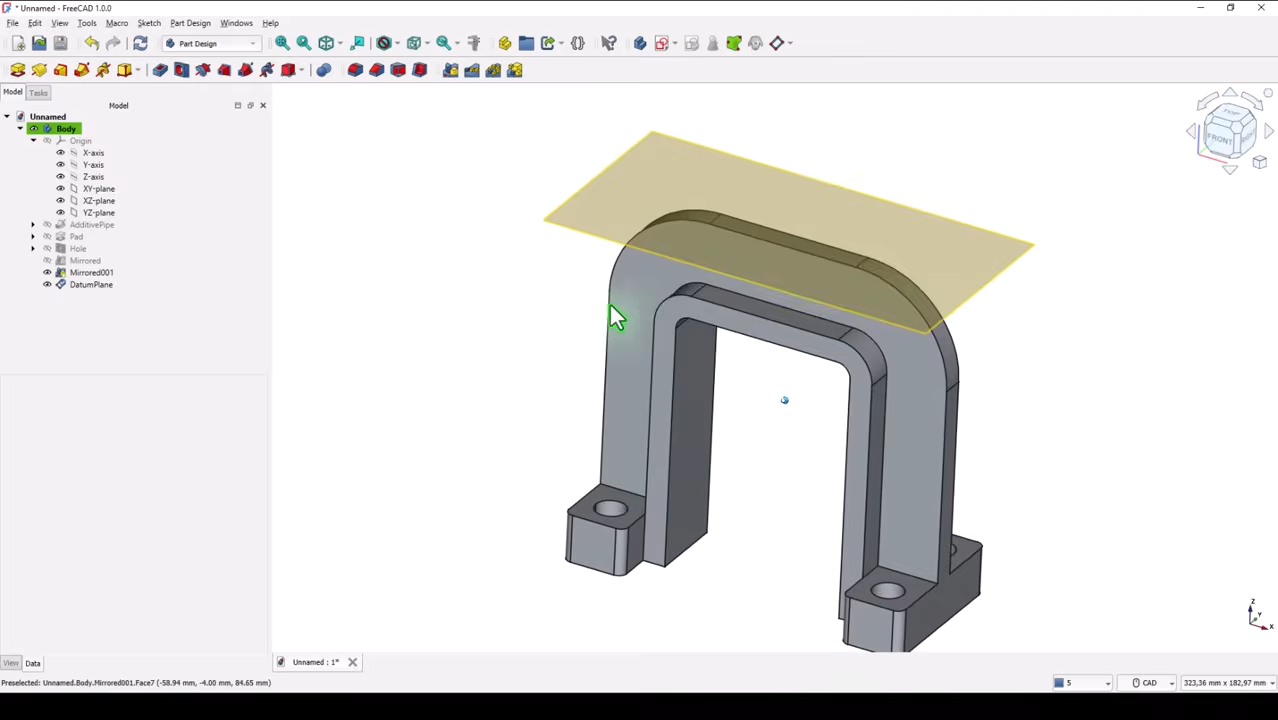 * Unnamed - FreeCAD 1.0.0
File Edit View Tools Macro Sketch Part Design Windows Help
Part Design
Model Tasks
Model
Unnamed
Body
Origin
X-axis
Y-axis
Z-axis
XY-plane
XZ-plane
YZ-plane
AdditivePipe
Pad
Hole
Mirrored
Mirrored001
DatumPlane
TOP
FRONT
RIGHT
Z
Y
X
View Data
Unnamed : 1*
Preselected: Unnamed.Body.Mirrored001.Face7 (-58.94 mm, -4.00 mm, 84.65 mm)
5
CAD
323,36 mm × 182,97 mm